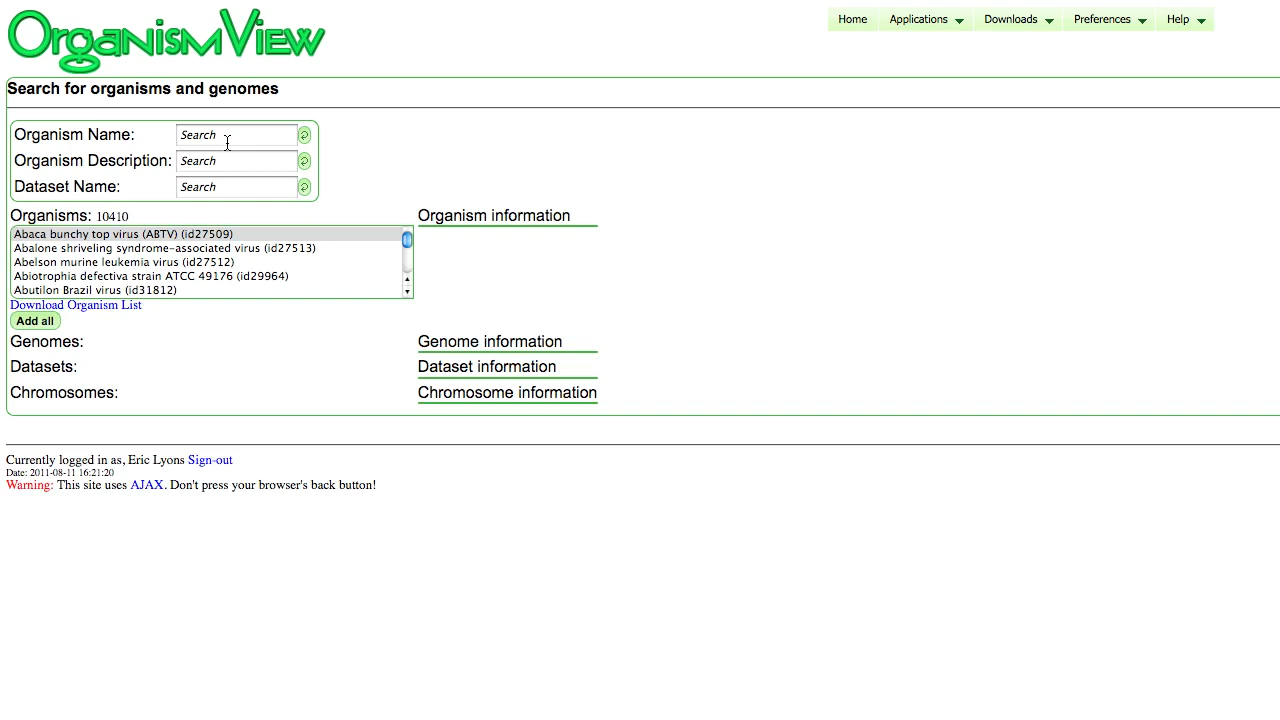 OrganismView
Home Applications Downloads Preferences Help
Search for organisms and genomes
Organism Name: Search
Organism Description: Search
Dataset Name: Search
Organisms: 10410
Organism information
Abaca bunchy top virus (ABTV) (id27509)
Abalone shriveling syndrome-associated virus (id27513)
Abelson murine leukemia virus (id27512)
Abiotrophia defectiva strain ATCC 49176 (id29964)
Abutilon Brazil virus (id31812)
Download Organism List
Add all
Genomes: Genome information
Datasets: Dataset information
Chromosomes: Chromosome information
Currently logged in as, Eric Lyons Sign-out
Date: 2011-08-11 16:21:20
Warning: This site uses AJAX. Don't press your browser's back button!